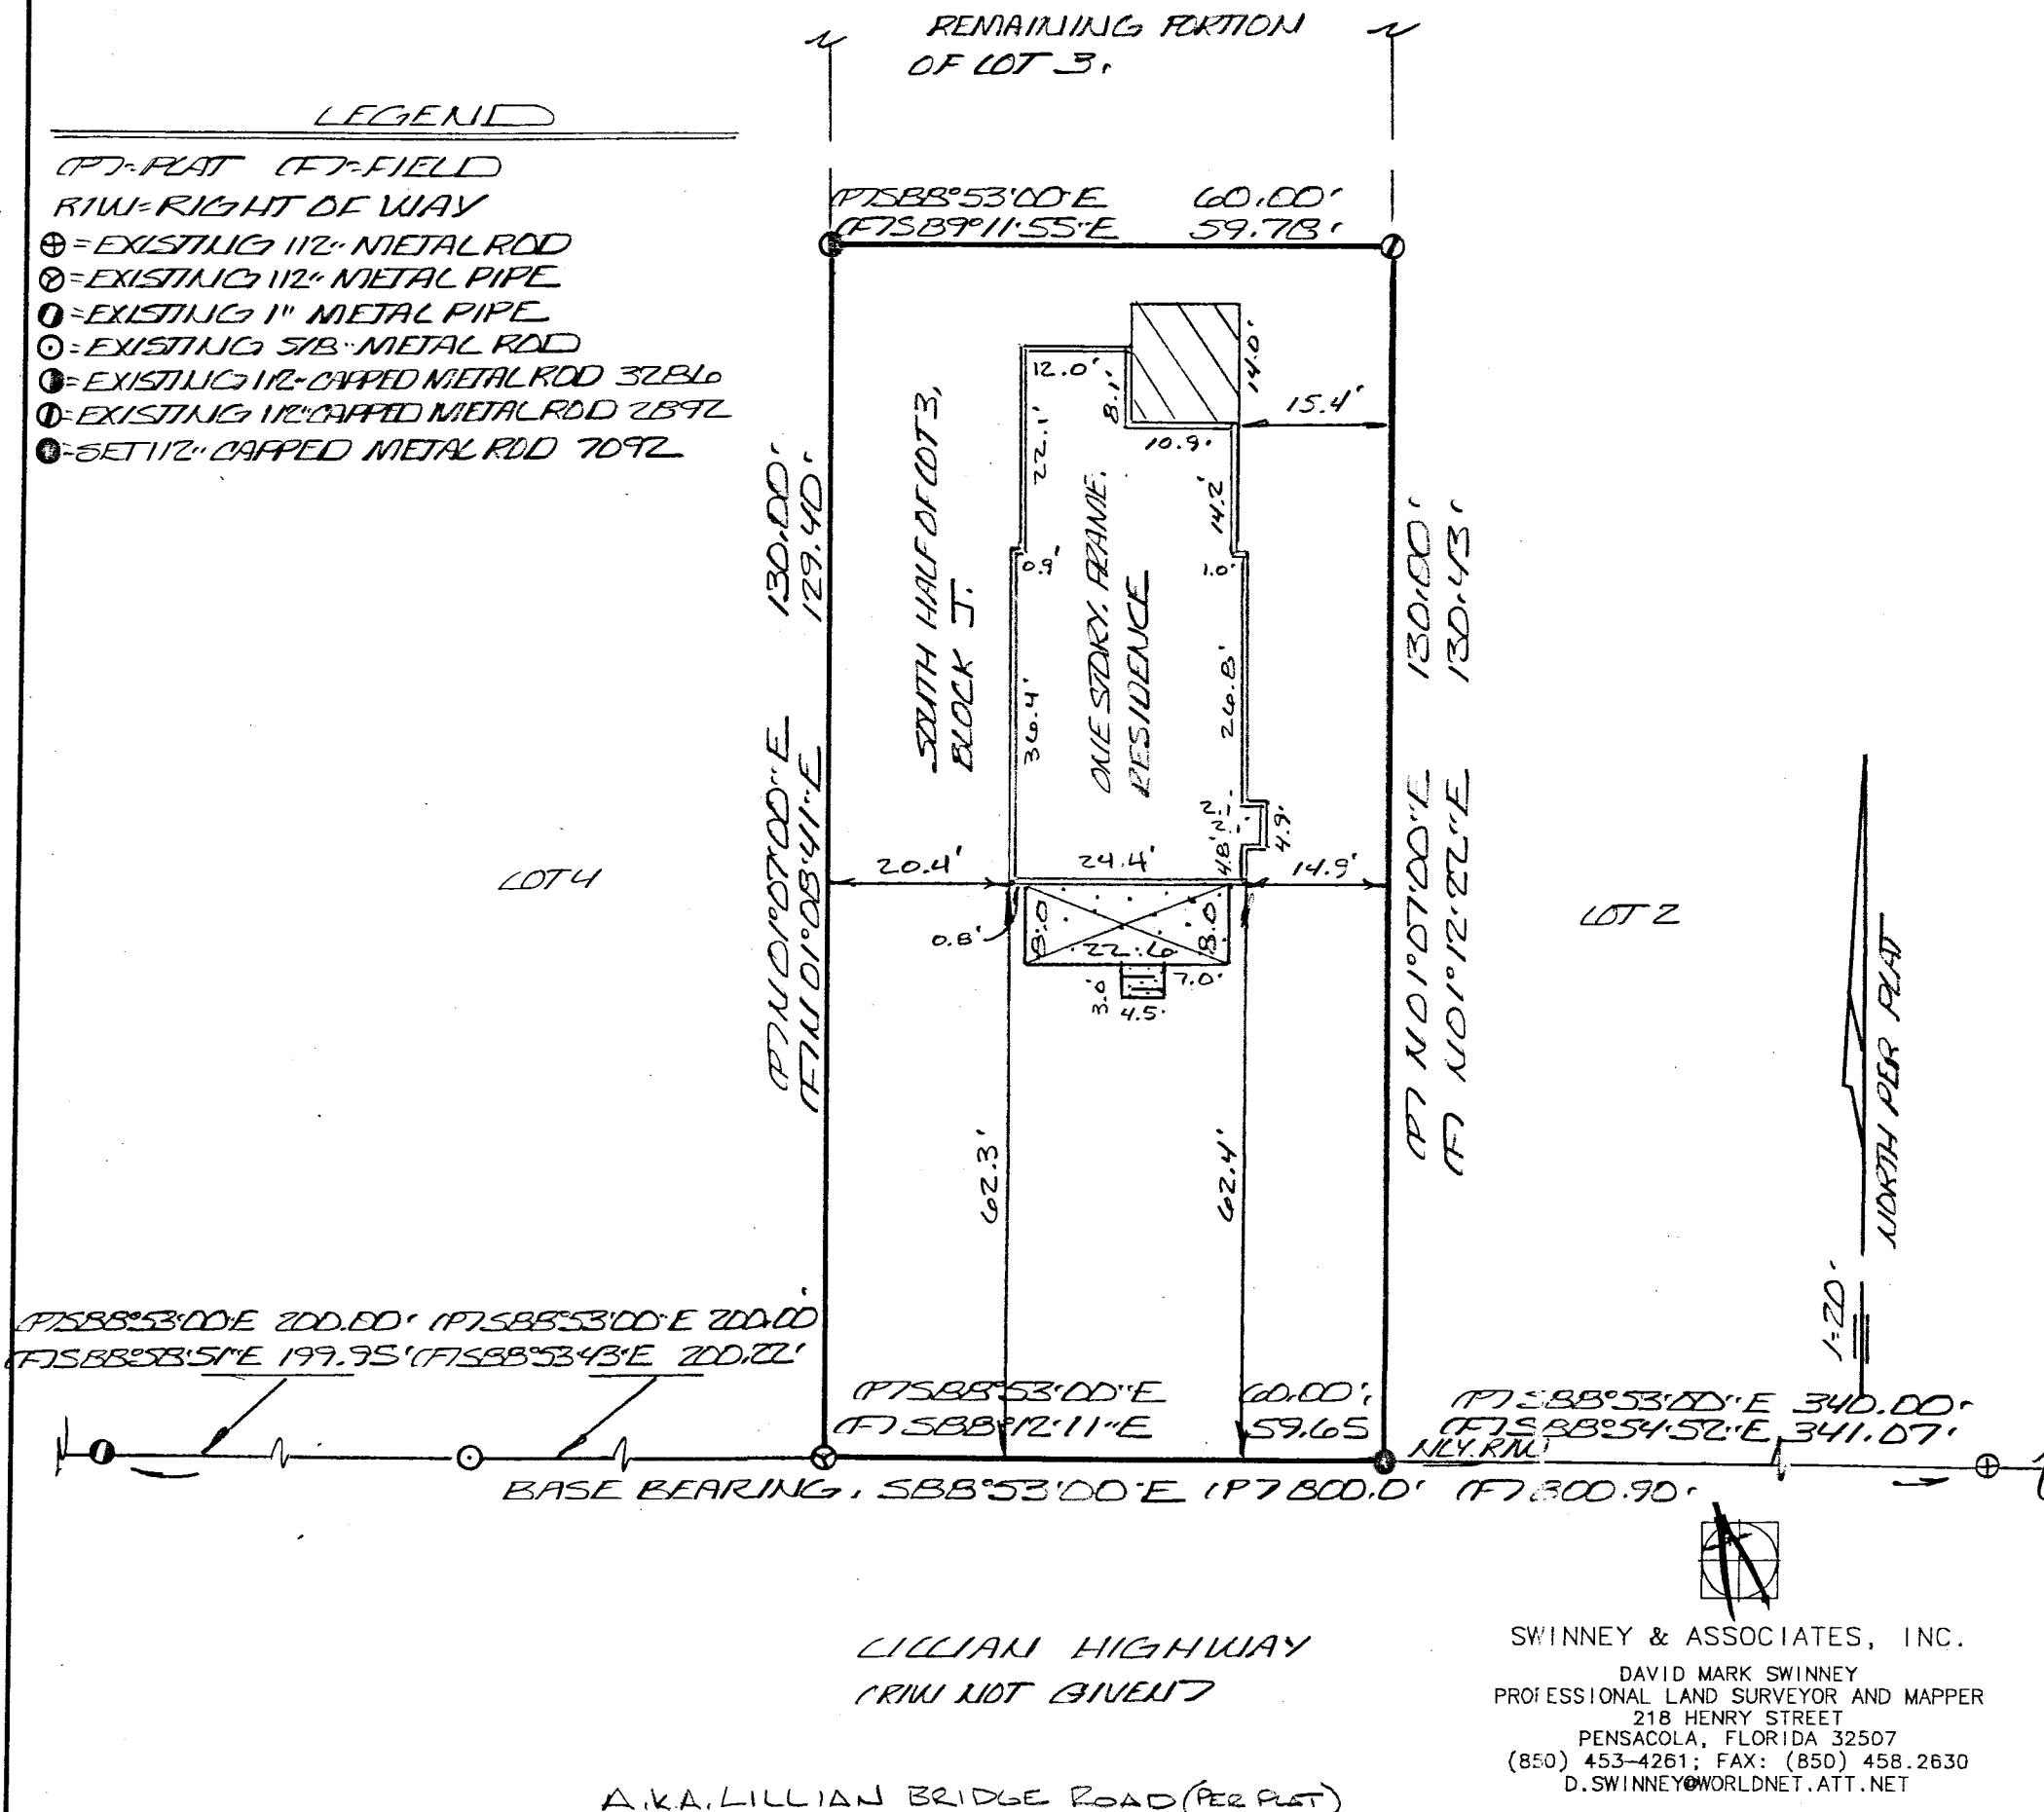 REMAINING PORTION
OF LOT 3.
LEGEND
(P)=PLAT (F)=FIELD
R/W=RIGHT OF WAY
=EXISTING 1/2" METAL ROD
=EXISTING 1/2" METAL PIPE
=EXISTING 1" METAL PIPE
=EXISTING 5/8" METAL ROD
=EXISTING 1/2" CAPPED METAL ROD 3286
=EXISTING 1/2" CAPPED METAL ROD 2892
=SET 1/2" CAPPED METAL ROD 7092
(P)S88°53'00"E 60.00'
(F)S89°11'55"E 59.78'
12.0'
8.1'
14.0'
22.1'
10.9'
15.4'
14.2'
0.9'
1.0'
SOUTH HALF OF LOT 3,
BLOCK J.
ONE STORY. FRAME.
RESIDENCE
36.4'
26.8'
2.1'
2.1'
4.9'
4.8'
(P)N01°07'00"E 130.00'
(F)N01°08'41"E 129.40'
(P) N01°07'00"E 130.00'
(F) N01°12'22"E 130.43'
LOT 4
20.4'
24.4'
14.9'
LOT 2
0.8'
8.0
22.6
8.0
3.0'
4.5'
7.0'
62.3'
62.4'
NORTH PER PLAT
1=20'
(P)S88°53'00"E 200.00' (P)S88°53'00"E 200.00'
(F)S88°58'51"E 199.95' (F)S88°53'43"E 200.22'
(P)S88°53'00"E 60.00'
(F)S88°12'11"E 59.65
(P)S88°53'00"E 340.00'
(F)S88°54'52"E 341.07'
NLY. R/W
BASE BEARING, S88°53'00"E (P) 800.0' (F) 800.90'
LILLIAN HIGHWAY
(R/W NOT GIVEN)
A.K.A. LILLIAN BRIDGE ROAD (PER PLAT)
SWINNEY & ASSOCIATES, INC.
DAVID MARK SWINNEY
PROFESSIONAL LAND SURVEYOR AND MAPPER
218 HENRY STREET
PENSACOLA, FLORIDA 32507
(850) 453-4261; FAX: (850) 458.2630
D.SWINNEY@WORLDNET.ATT.NET